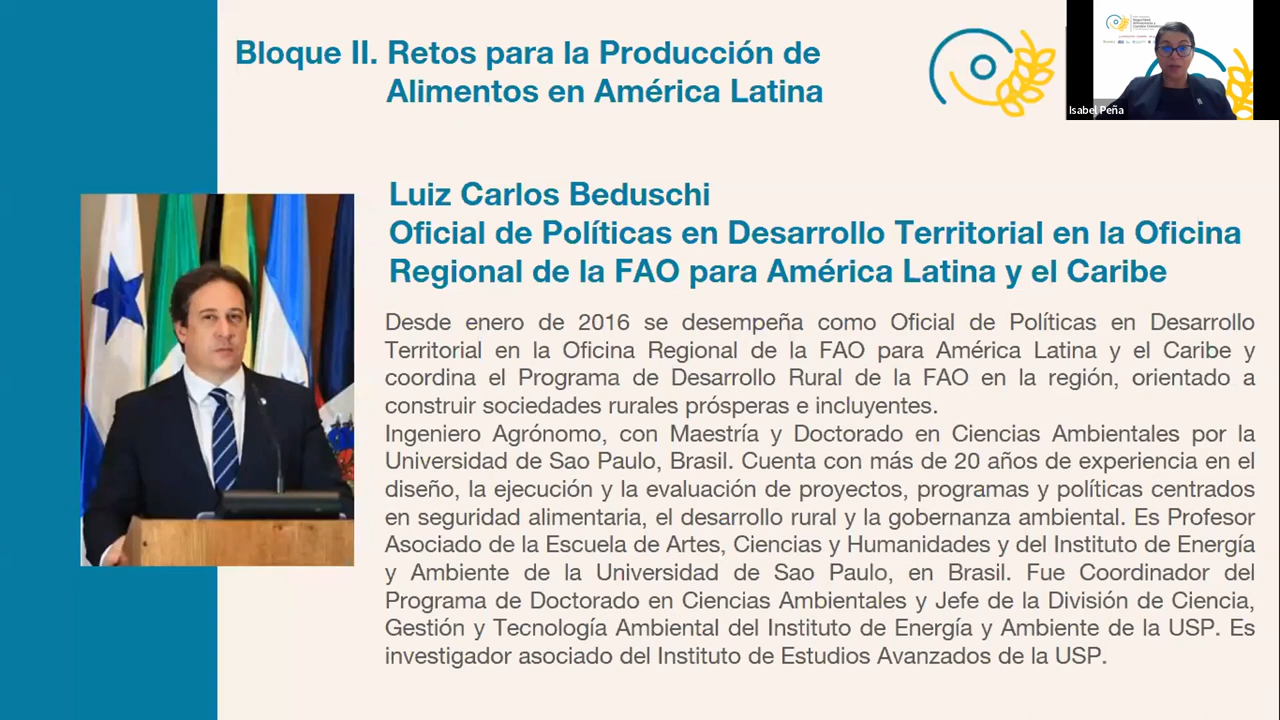 Bloque II. Retos para la Producción de
Alimentos en América Latina
Isabel Peña
Luiz Carlos Beduschi
Oficial de Políticas en Desarrollo Territorial en la Oficina
Regional de la FAO para América Latina y el Caribe
Desde enero de 2016 se desempeña como Oficial de Políticas en Desarrollo
Territorial en la Oficina Regional de la FAO para América Latina y el Caribe y
coordina el Programa de Desarrollo Rural de la FAO en la región, orientado a
construir sociedades rurales prósperas e incluyentes.
Ingeniero Agrónomo, con Maestría y Doctorado en Ciencias Ambientales por la
Universidad de Sao Paulo, Brasil. Cuenta con más de 20 años de experiencia en el
diseño, la ejecución y la evaluación de proyectos, programas y políticas centrados
en seguridad alimentaria, el desarrollo rural y la gobernanza ambiental. Es Profesor
Asociado de la Escuela de Artes, Ciencias y Humanidades y del Instituto de Energía
y Ambiente de la Universidad de Sao Paulo, en Brasil. Fue Coordinador del
Programa de Doctorado en Ciencias Ambientales y Jefe de la División de Ciencia,
Gestión y Tecnología Ambiental del Instituto de Energía y Ambiente de la USP. Es
investigador asociado del Instituto de Estudios Avanzados de la USP.